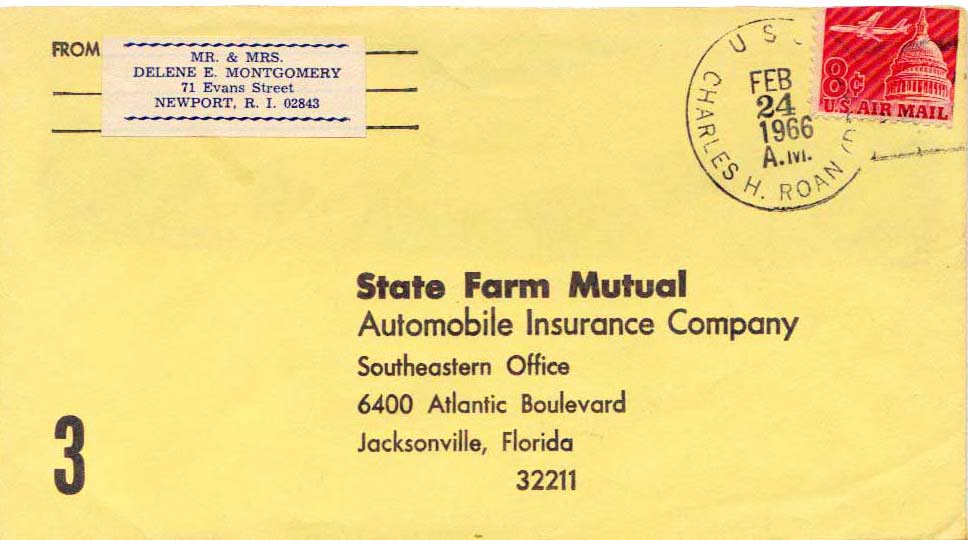 FROM
MR. & MRS.
DELENE E. MONTGOMERY
71 Evans Street
NEWPORT, R. I. 02843
CHARLES H. ROAN
FEB
24
1966
A.M.
8¢
U.S. AIR MAIL
State Farm Mutual
Automobile Insurance Company
Southeastern Office
6400 Atlantic Boulevard
Jacksonville, Florida
32211
3